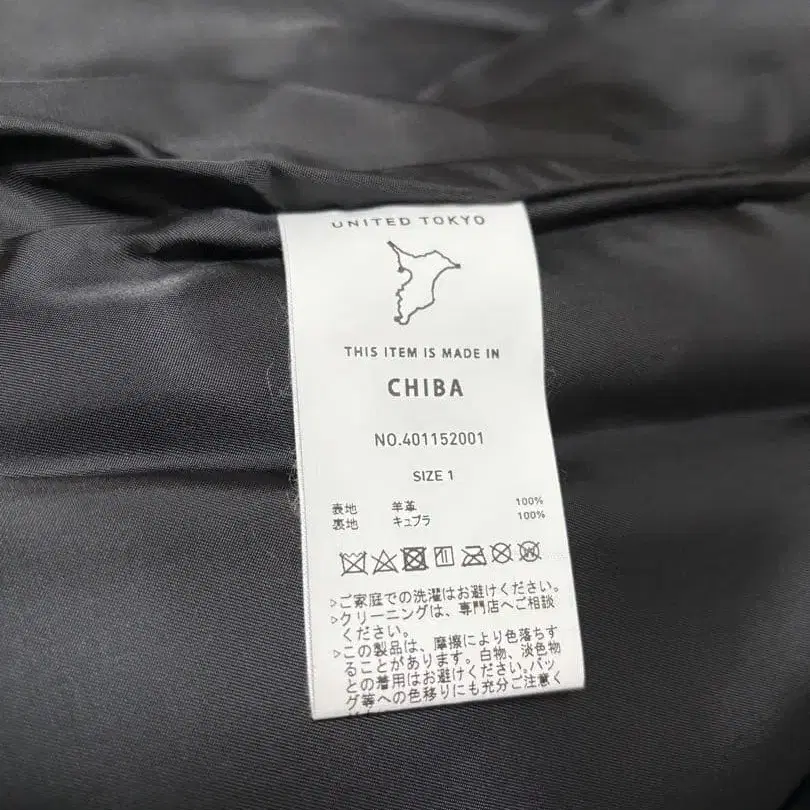 UNITED TOKYO
THIS ITEM IS MADE IN
CHIBA
NO.401152001
SIZE 1
表地 羊革 100%
裏地 キュプラ 100%
▷ご家庭での洗濯はお避けください。
▷クリーニングは、専門店へご相談
ください。
▷この製品は、摩擦により色落ちす
ることがあります。白物、淡色物
との着用はお避けください。バッ
グ等への色移りにも充分ご注意く